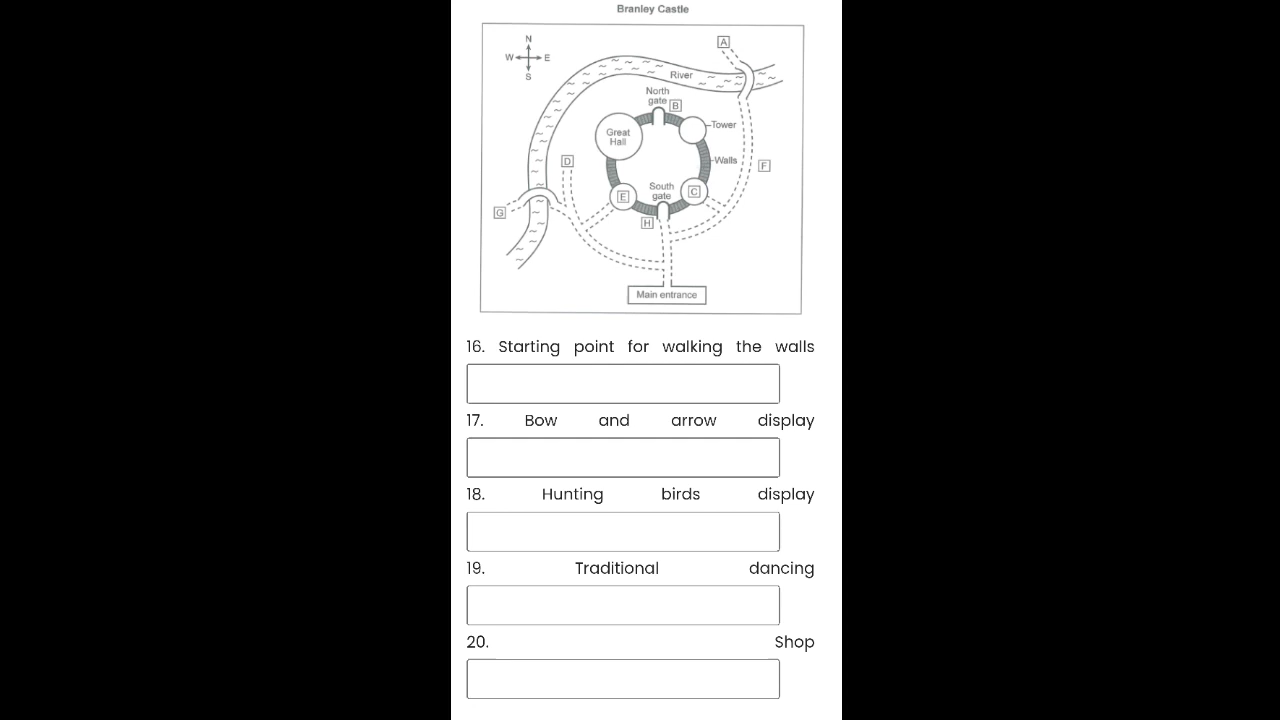 Branley Castle
N
W E
S
A
River
North
gate
B
Tower
Great
Hall
Walls
D
F
South
gate
E
C
G
H
Main entrance
16. Starting point for walking the walls
17. Bow and arrow display
18. Hunting birds display
19. Traditional dancing
20. Shop